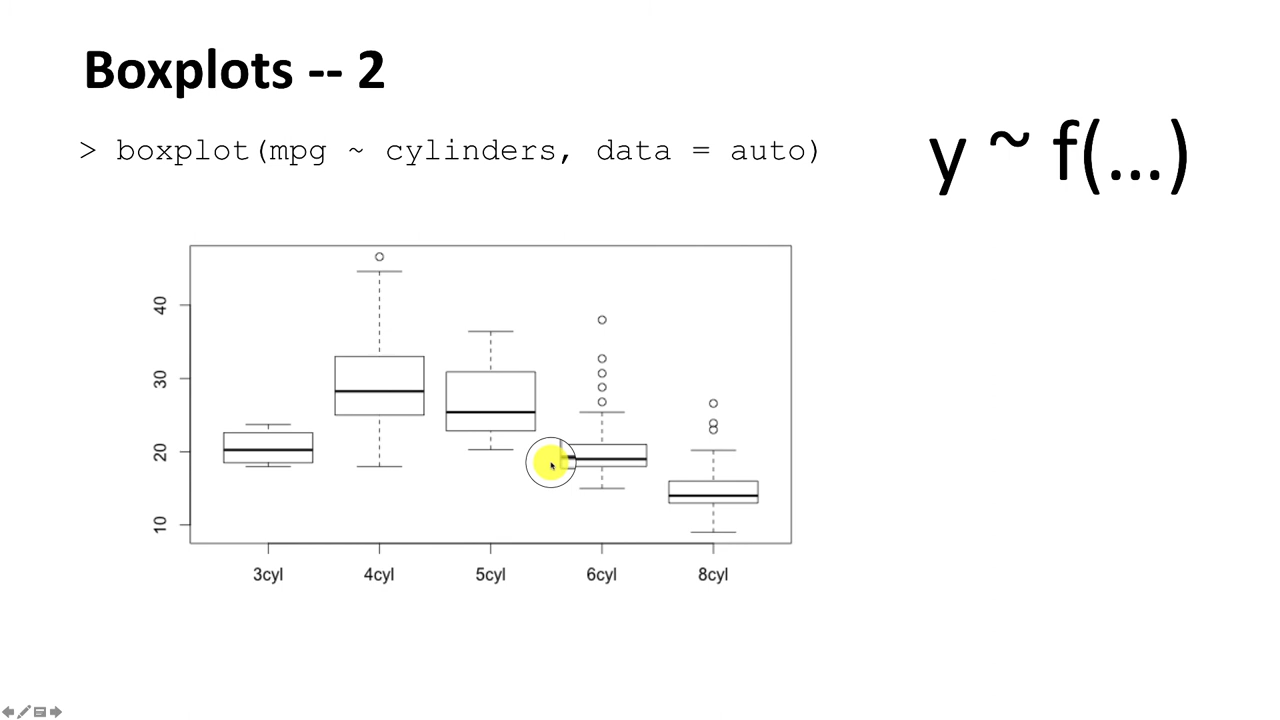 Boxplots -- 2
> boxplot(mpg ~ cylinders, data = auto)
y ~ f(...)
40
30
20
10
3cyl 4cyl 5cyl 6cyl 8cyl